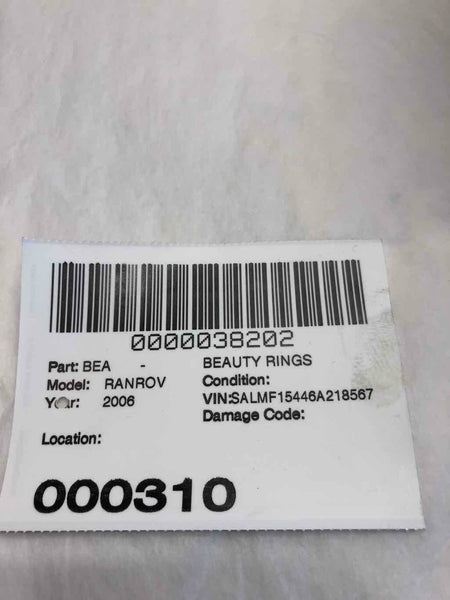 0000038202
Part: BEA - BEAUTY RINGS
Model: RANROV Condition:
Year: 2006 VIN:SALMF15446A218567
Damage Code:
Location:
000310